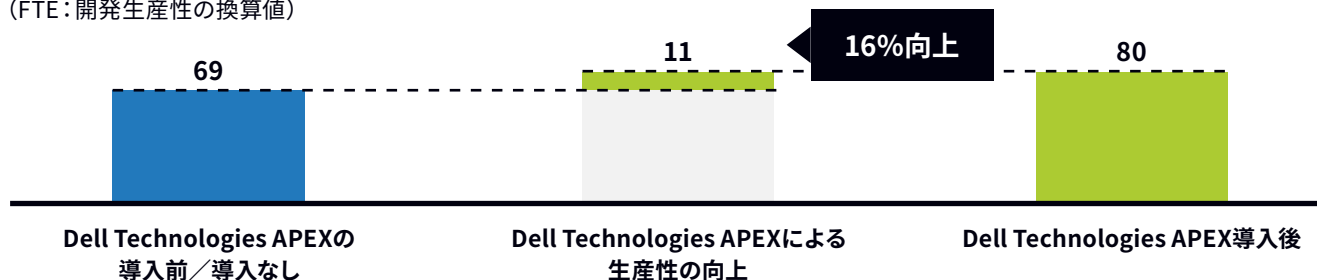 （FTE：開発生産性の換算値）
69
11
16%向上
80
Dell Technologies APEXの
導入前／導入なし
Dell Technologies APEXによる
生産性の向上
Dell Technologies APEX導入後